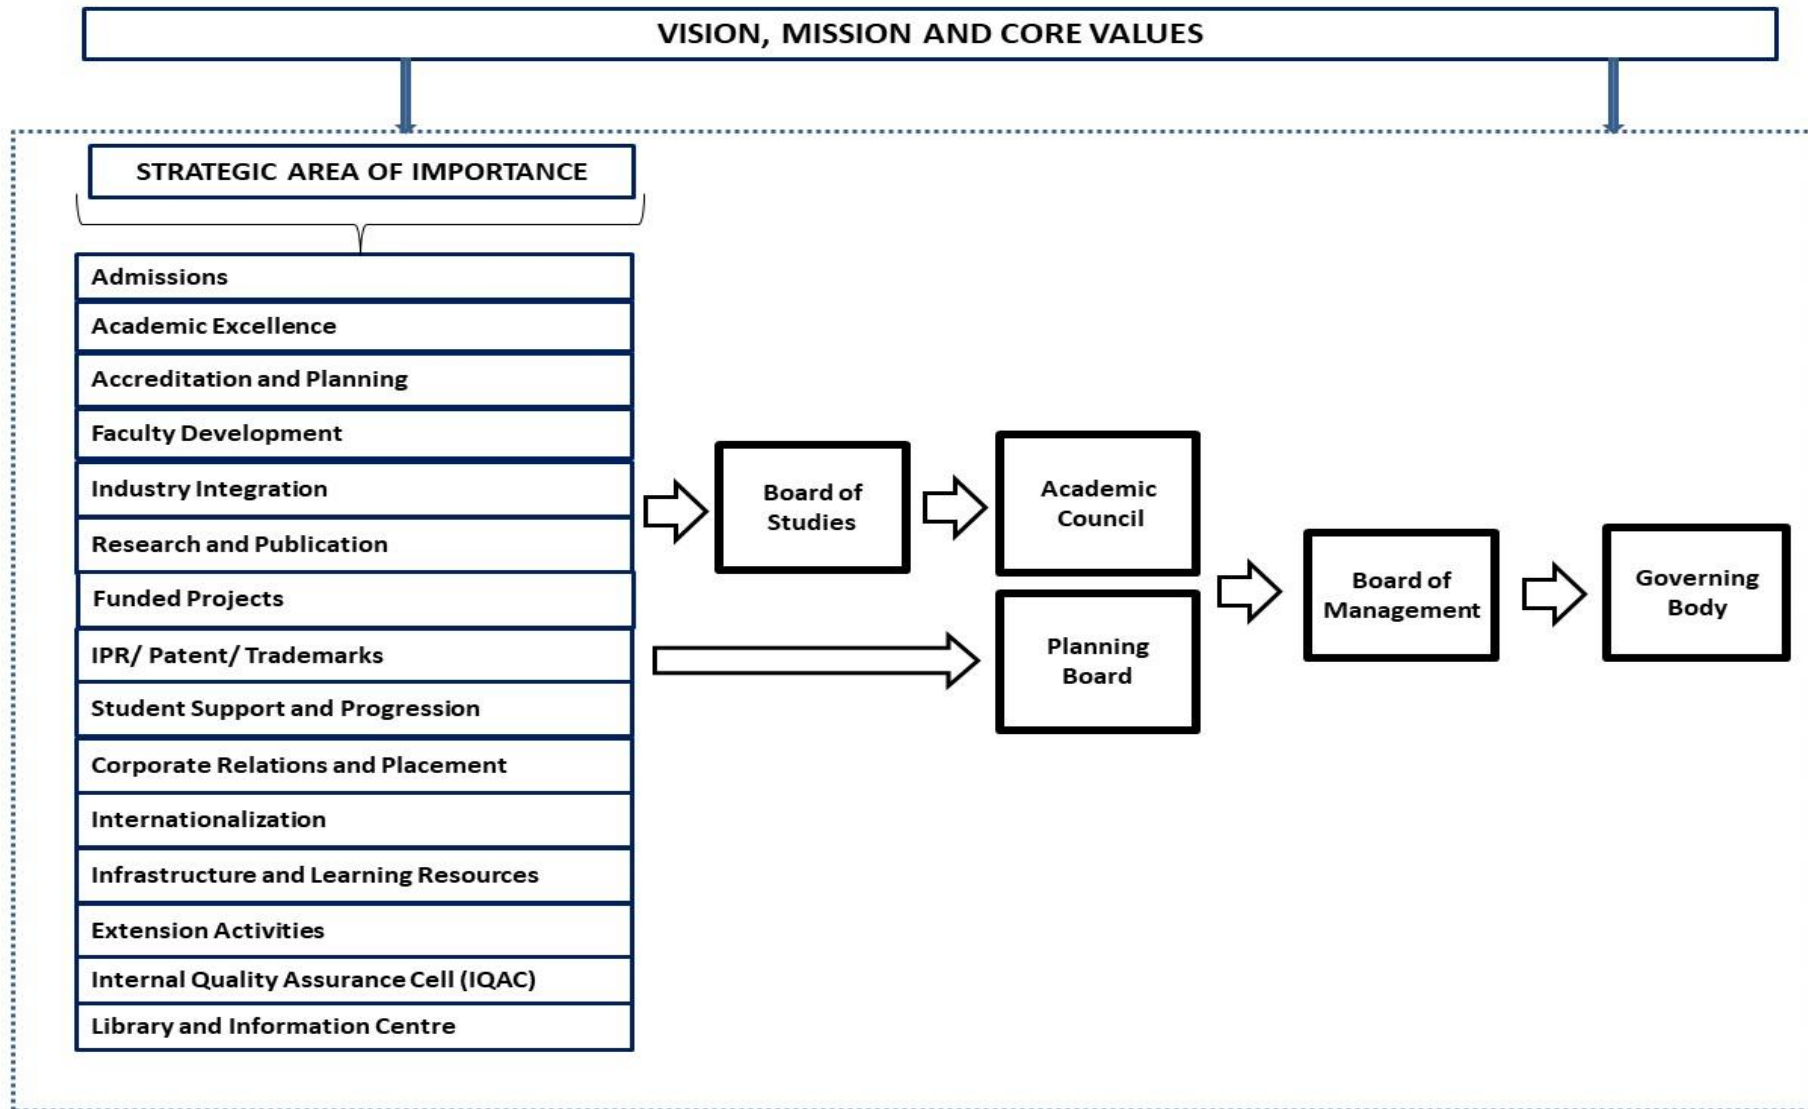 VISION, MISSION AND CORE VALUES
STRATEGIC AREA OF IMPORTANCE
Admissions
Academic Excellence
Accreditation and Planning
Faculty Development
Industry Integration
Research and Publication
Funded Projects
IPR/ Patent/ Trademarks
Student Support and Progression
Corporate Relations and Placement
Internationalization
Infrastructure and Learning Resources
Extension Activities
Internal Quality Assurance Cell (IQAC)
Library and Information Centre
Board of
Studies
Academic
Council
Planning
Board
Board of
Management
Governing
Body